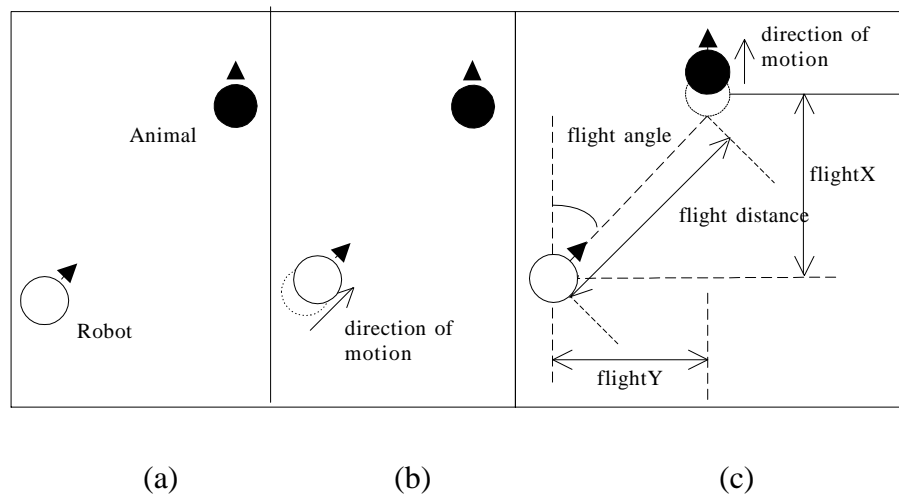 Animal
Robot
direction of
motion
direction of
motion
flight angle
flightX
flight distance
flightY
(a)
(b)
(c)